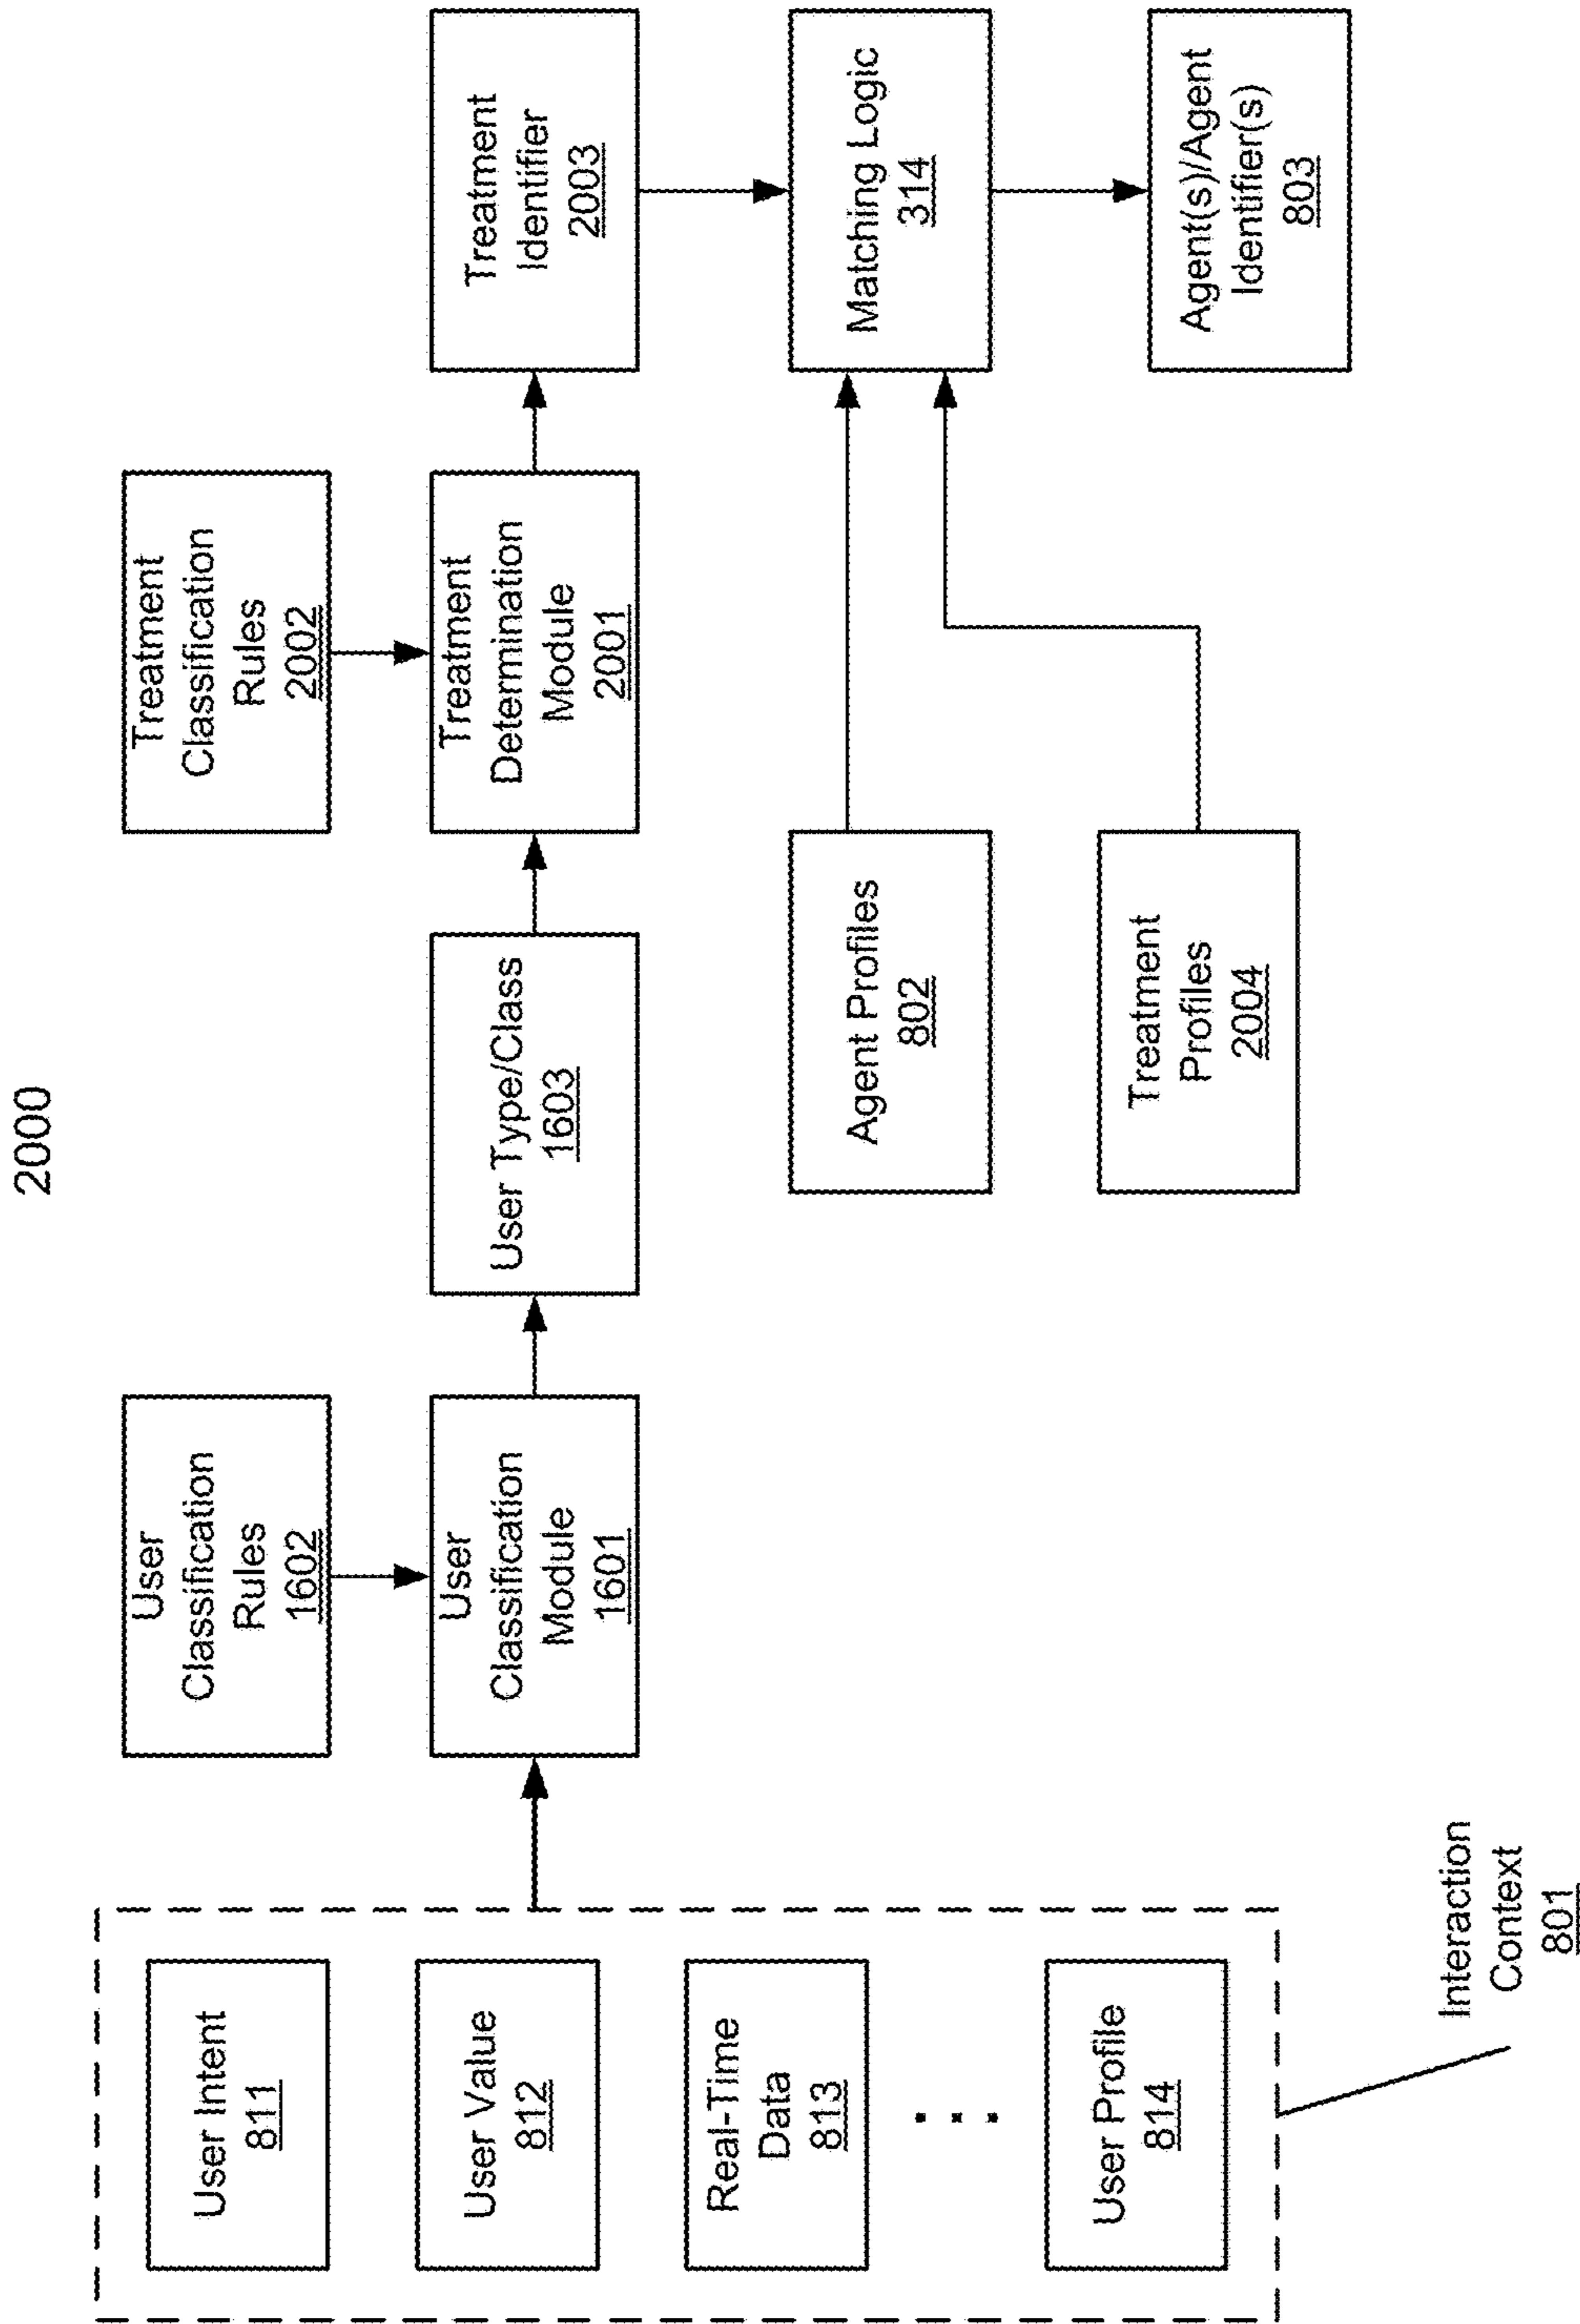 2000
User Intent
811
User Value
812
Real-Time
Data
813
. . .
User Profile
814
Interaction
Context
801
User
Classification
Rules
1602
User
Classification
Module
1601
User Type/Class
1603
Treatment
Classification
Rules
2002
Treatment
Determination
Module
2001
Treatment
Identifier
2003
Agent Profiles
802
Treatment
Profiles
2004
Matching Logic
314
Agent(s)/Agent
Identifier(s)
803